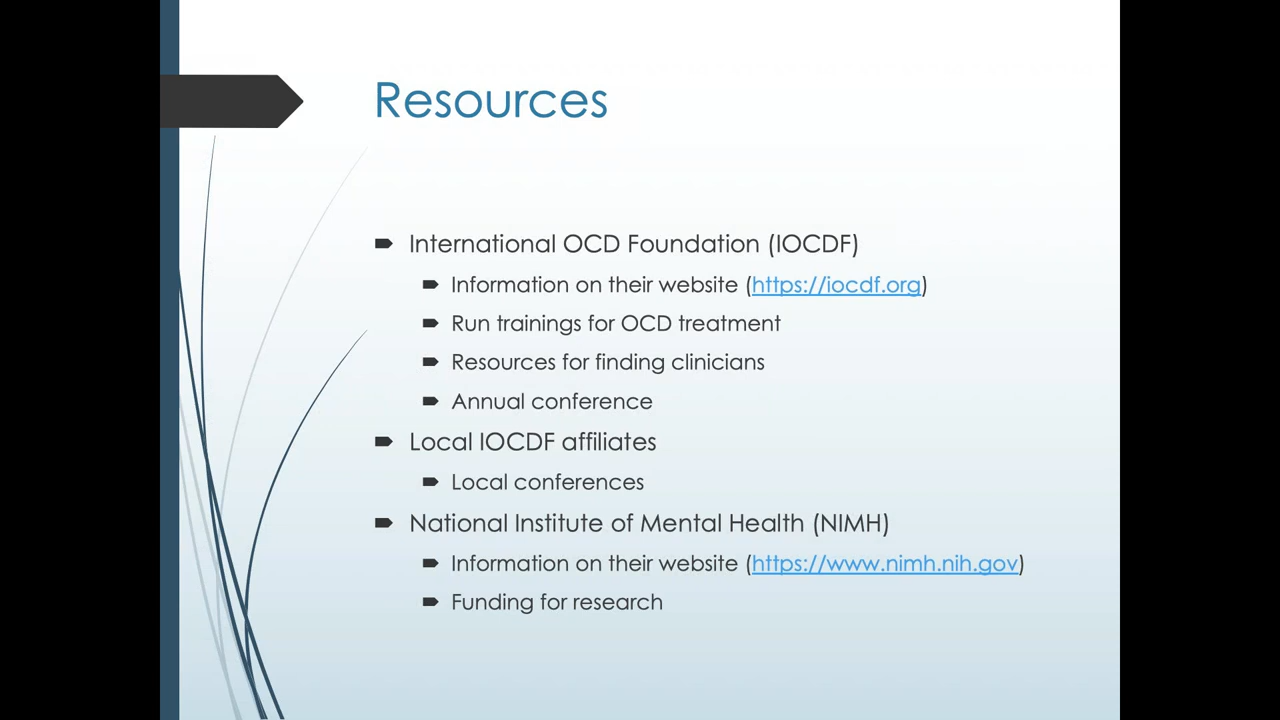 Resources
International OCD Foundation (IOCDF)
Information on their website (https://iocdf.org)
Run trainings for OCD treatment
Resources for finding clinicians
Annual conference
Local IOCDF affiliates
Local conferences
National Institute of Mental Health (NIMH)
Information on their website (https://www.nimh.nih.gov)
Funding for research